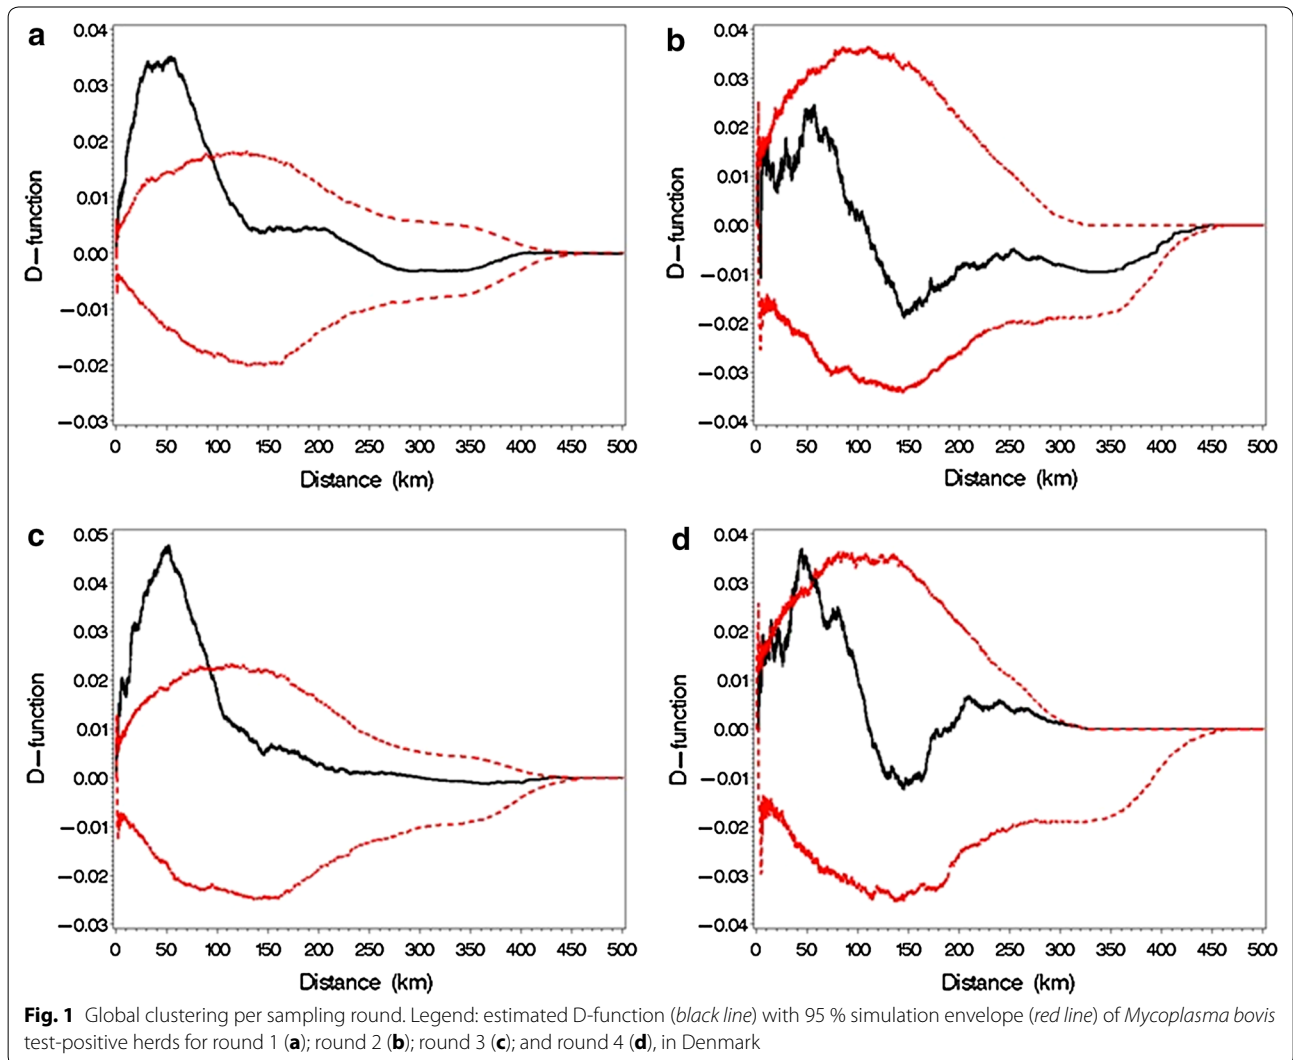 a
0.04
0.03
0.02
0.01
0.00
−0.01
−0.02
−0.03
D−function
0 50 100 150 200 250 300 350 400 450 500
Distance (km)
b
0.04
0.03
0.02
0.01
0.00
−0.01
−0.02
−0.03
−0.04
D−function
0 50 100 150 200 250 300 350 400 450 500
Distance (km)
c
0.05
0.04
0.03
0.02
0.01
0.00
−0.01
−0.02
−0.03
D−function
0 50 100 150 200 250 300 350 400 450 500
Distance (km)
d
0.04
0.03
0.02
0.01
0.00
−0.01
−0.02
−0.03
−0.04
D−function
0 50 100 150 200 250 300 350 400 450 500
Distance (km)
Fig. 1 Global clustering per sampling round. Legend: estimated D-function (black line) with 95 % simulation envelope (red line) of Mycoplasma bovis
test-positive herds for round 1 (a); round 2 (b); round 3 (c); and round 4 (d), in Denmark